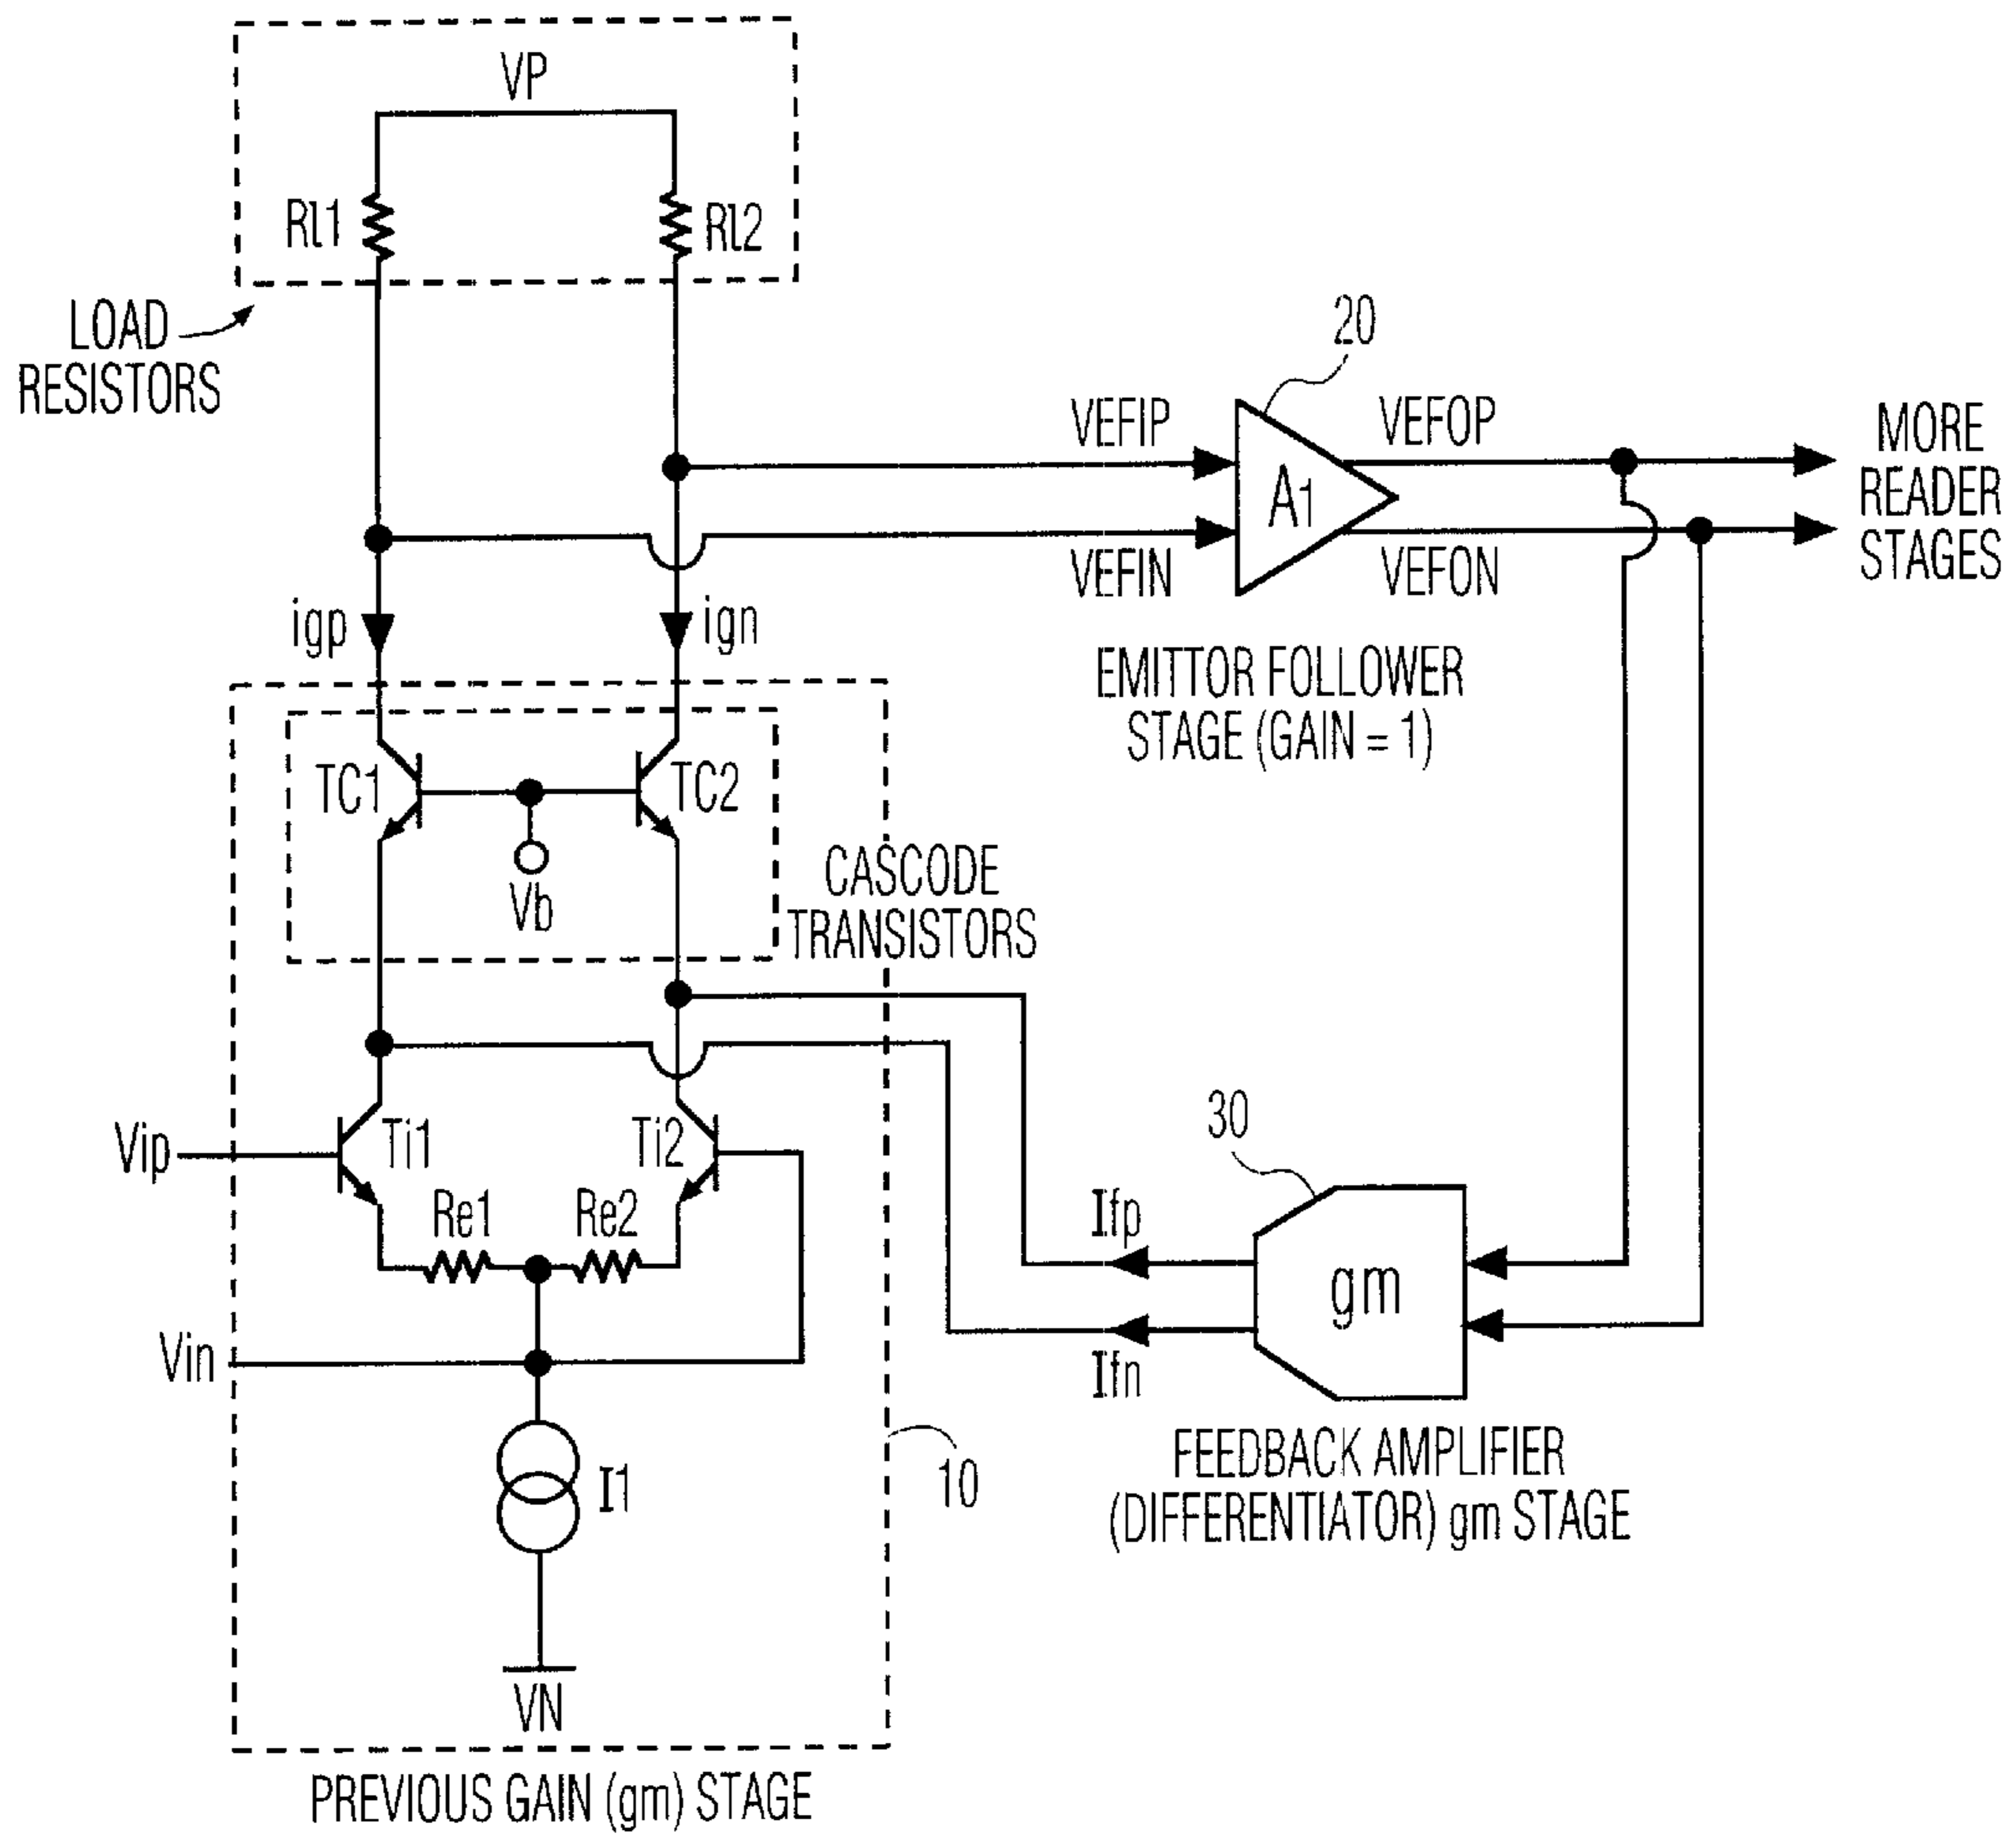 VP
Rl1
Rl2
LOAD
RESISTORS
20
VEFIP
VEFOP
A1
VEFIN
VEFON
MORE
READER
STAGES
igp
ign
EMITTOR FOLLOWER
STAGE (GAIN = 1)
TC1
TC2
Vb
CASCODE
TRANSISTORS
Vip
Ti1
Ti2
Re1
Re2
30
Ifp
gm
Ifn
Vin
I1
10
FEEDBACK AMPLIFIER
(DIFFERENTIATOR) gm STAGE
VN
PREVIOUS GAIN (gm) STAGE